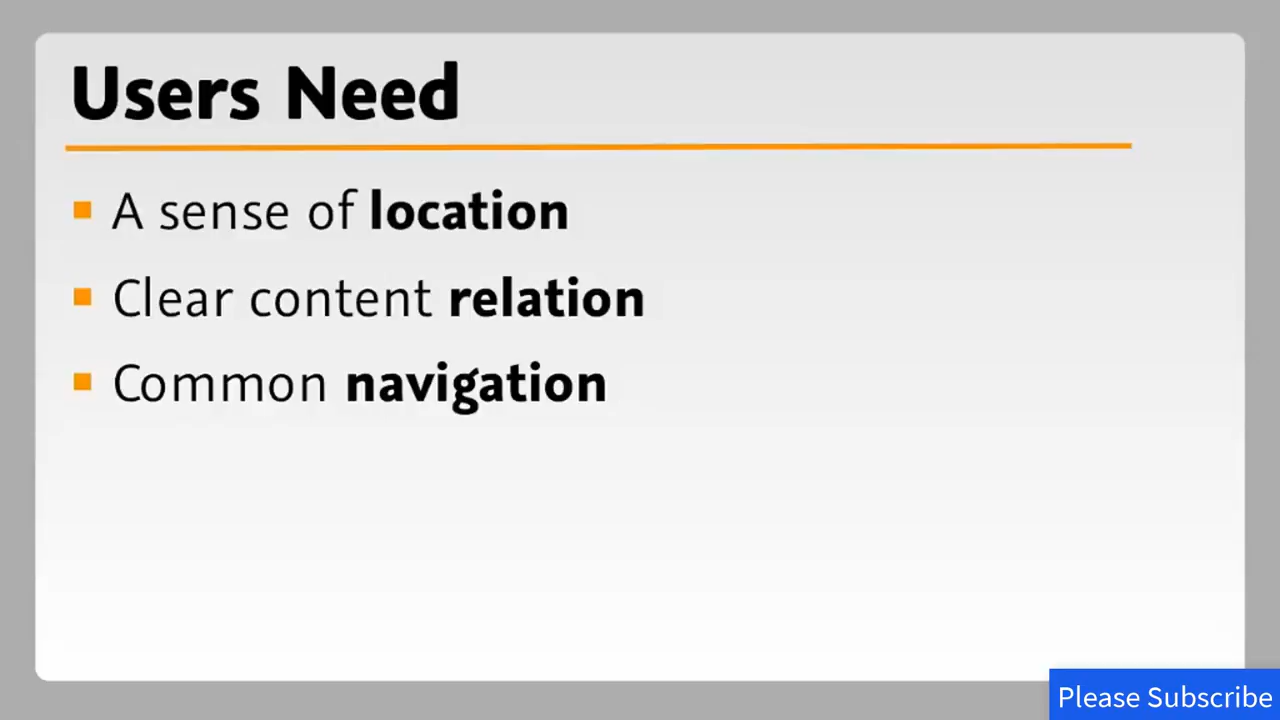 Users Need
A sense of location
Clear content relation
Common navigation
Please Subscribe